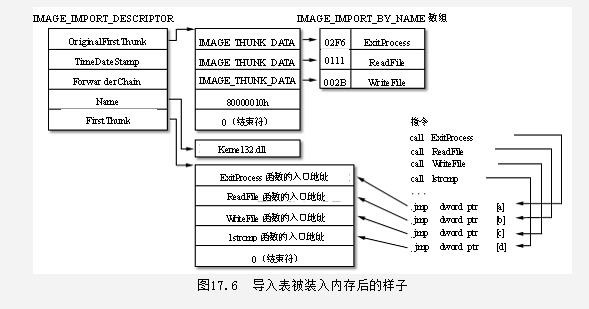 IMAGE_IMPORT_DESCRIPTOR
IMAGE_IMPORT_BY_NAME 数组
OriginalFirstThunk
TimeDateStamp
ForwarderChain
Name
FirstThunk
IMAGE_THUNK_DATA
IMAGE_THUNK_DATA
IMAGE_THUNK_DATA
80000010h
0（结束符）
02F6 ExitProcess
0111 ReadFile
002B WriteFile
Kernel32.dll
ExitProcess 函数的入口地址
ReadFile 函数的入口地址
WriteFile 函数的入口地址
lstrcmp 函数的入口地址
0（结束符）
指令
call ExitProcess
call ReadFile
call WriteFile
call lstrcmp
...
jmp dword ptr [a]
jmp dword ptr [b]
jmp dword ptr [c]
jmp dword ptr [d]
图17.6 导入表被装入内存后的样子